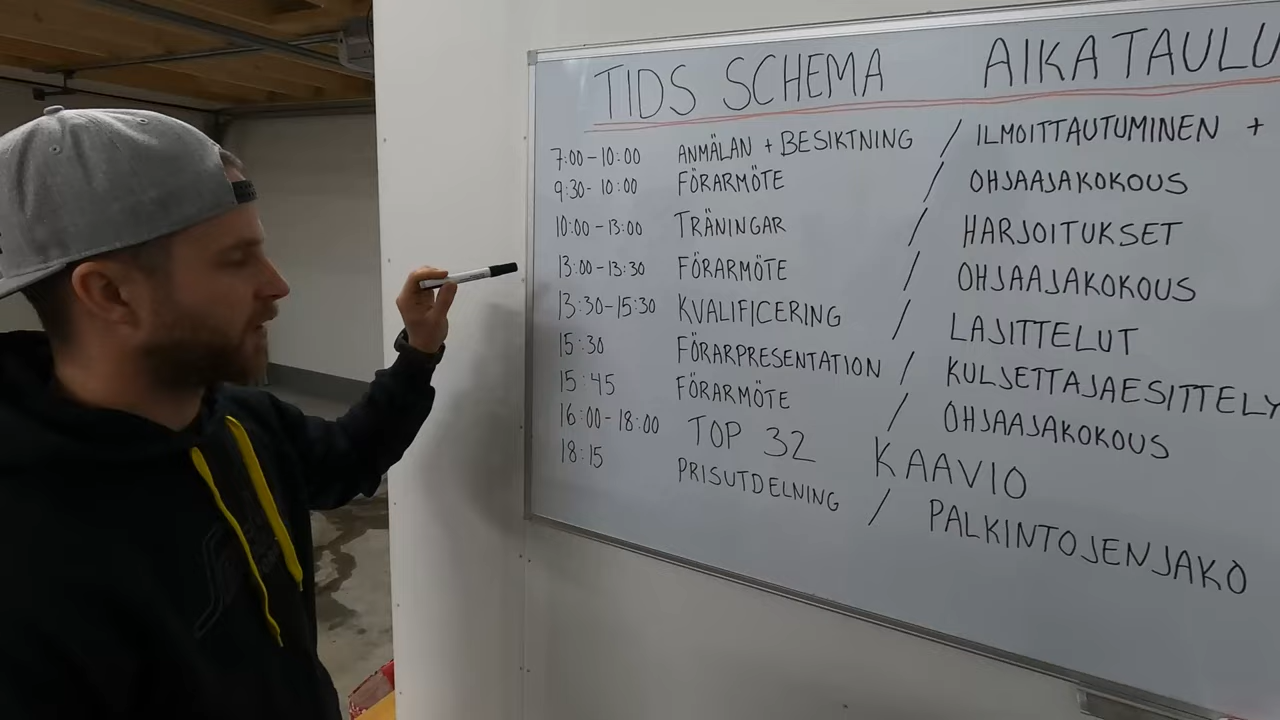 TIDS SCHEMA AIKATAULU
7:00-10:00 ANMÄLAN + BESIKTNING / ILMOITTAUTUMINEN +
9:30-10:00 FÖRARMÖTE / OHJAAJAKOKOUS
10:00-13:00 TRÄNINGAR / HARJOITUKSET
13:00-13:30 FÖRARMÖTE / OHJAAJAKOKOUS
13:30-15:30 KVALIFICERING / LAJITTELUT
15:30 FÖRARPRESENTATION / KULJETTAJAESITTELY
15:45 FÖRARMÖTE / OHJAAJAKOKOUS
16:00-18:00 TOP 32 KAAVIO
18:15 PRISUTDELNING / PALKINTOJENJAKO